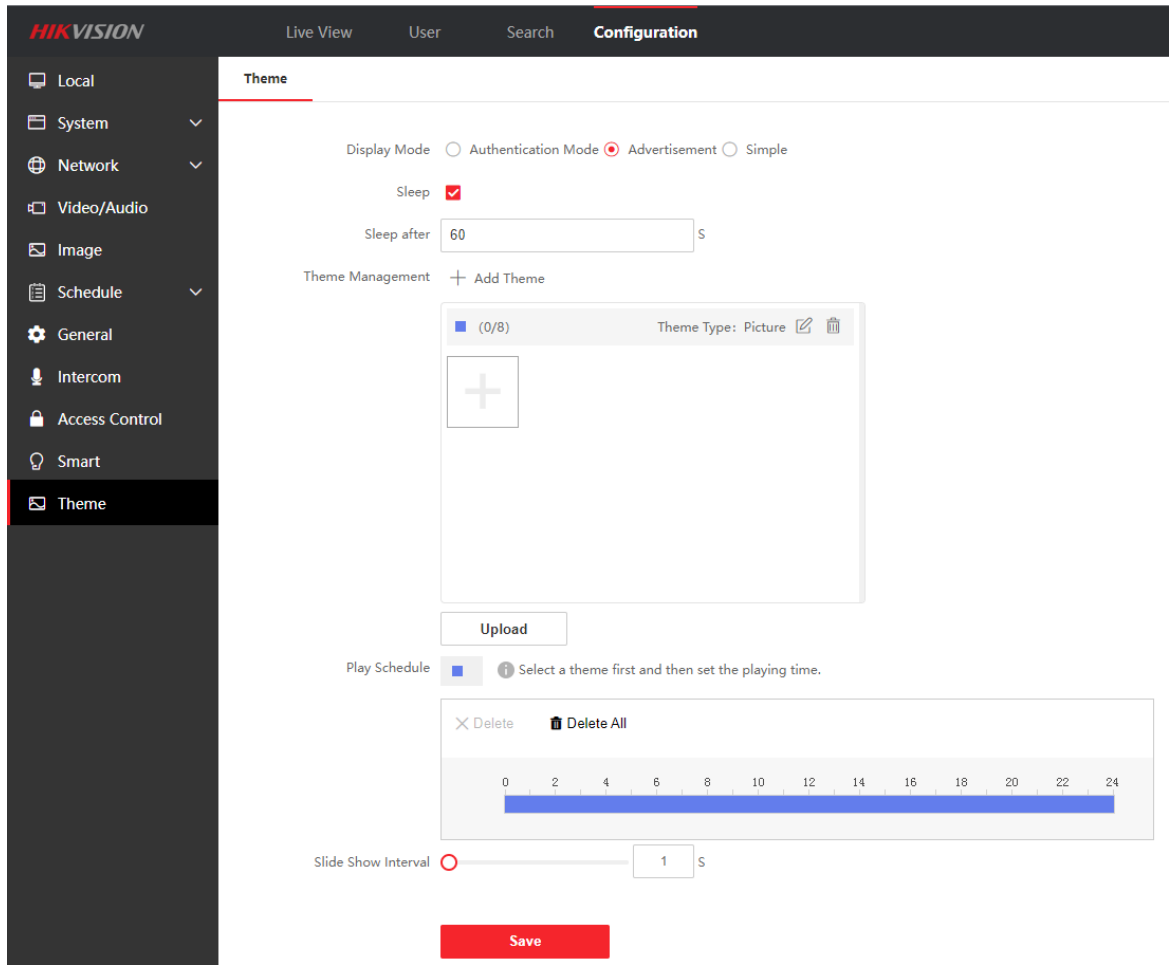 HIKVISION Live View User Search Configuration
Local
System
Network
Video/Audio
Image
Schedule
General
Intercom
Access Control
Smart
Theme
Theme
Display Mode Authentication Mode Advertisement Simple
Sleep
Sleep after 60 S
Theme Management + Add Theme
(0/8) Theme Type: Picture
Upload
Play Schedule Select a theme first and then set the playing time.
Delete Delete All
0 2 4 6 8 10 12 14 16 18 20 22 24
Slide Show Interval 1 S
Save